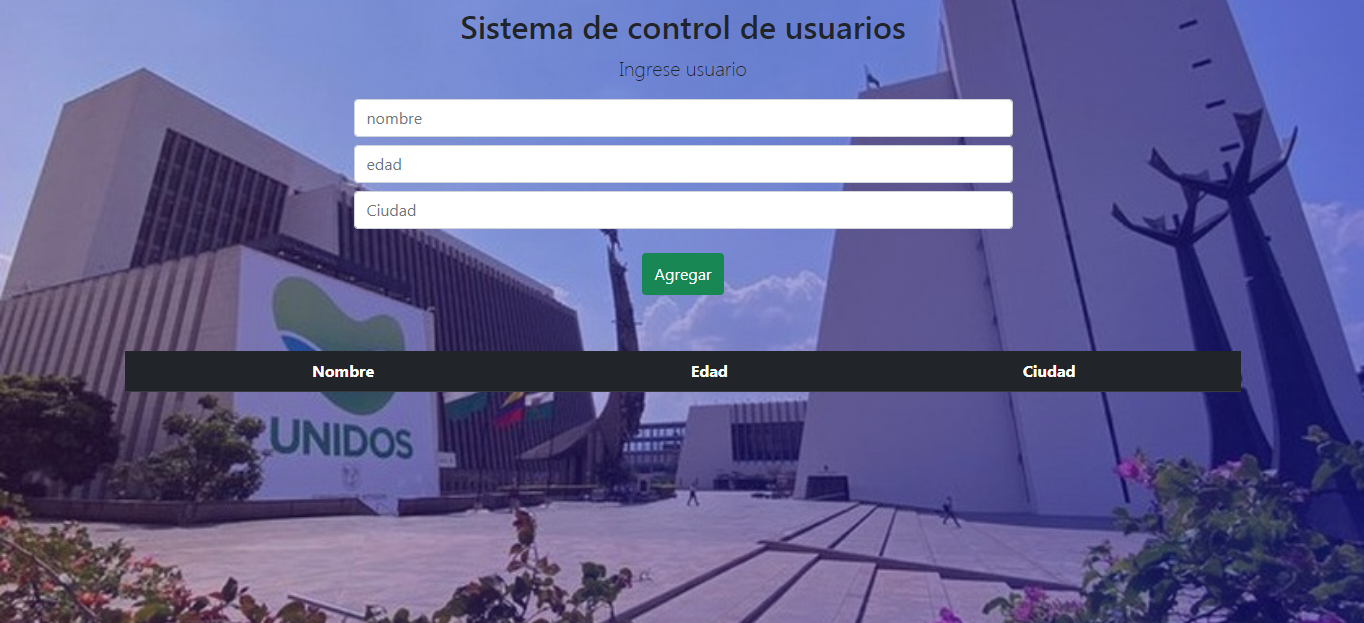 Sistema de control de usuarios
Ingrese usuario
nombre
edad
Ciudad
Agregar
Nombre Edad Ciudad
UNIDOS